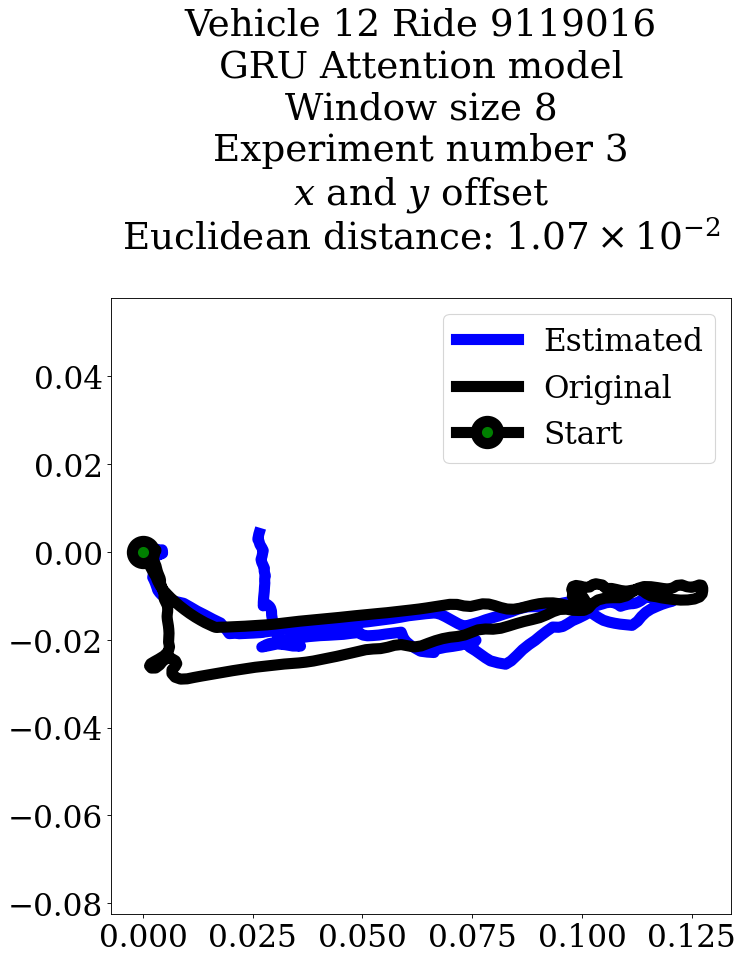 Vehicle 12 Ride 9119016
GRU Attention model
Window size 8
Experiment number 3
x and y offset
Euclidean distance: 1.07 × 10⁻²
Estimated
Original
Start
0.04
0.02
0.00
−0.02
−0.04
−0.06
−0.08
0.000 0.025 0.050 0.075 0.100 0.125